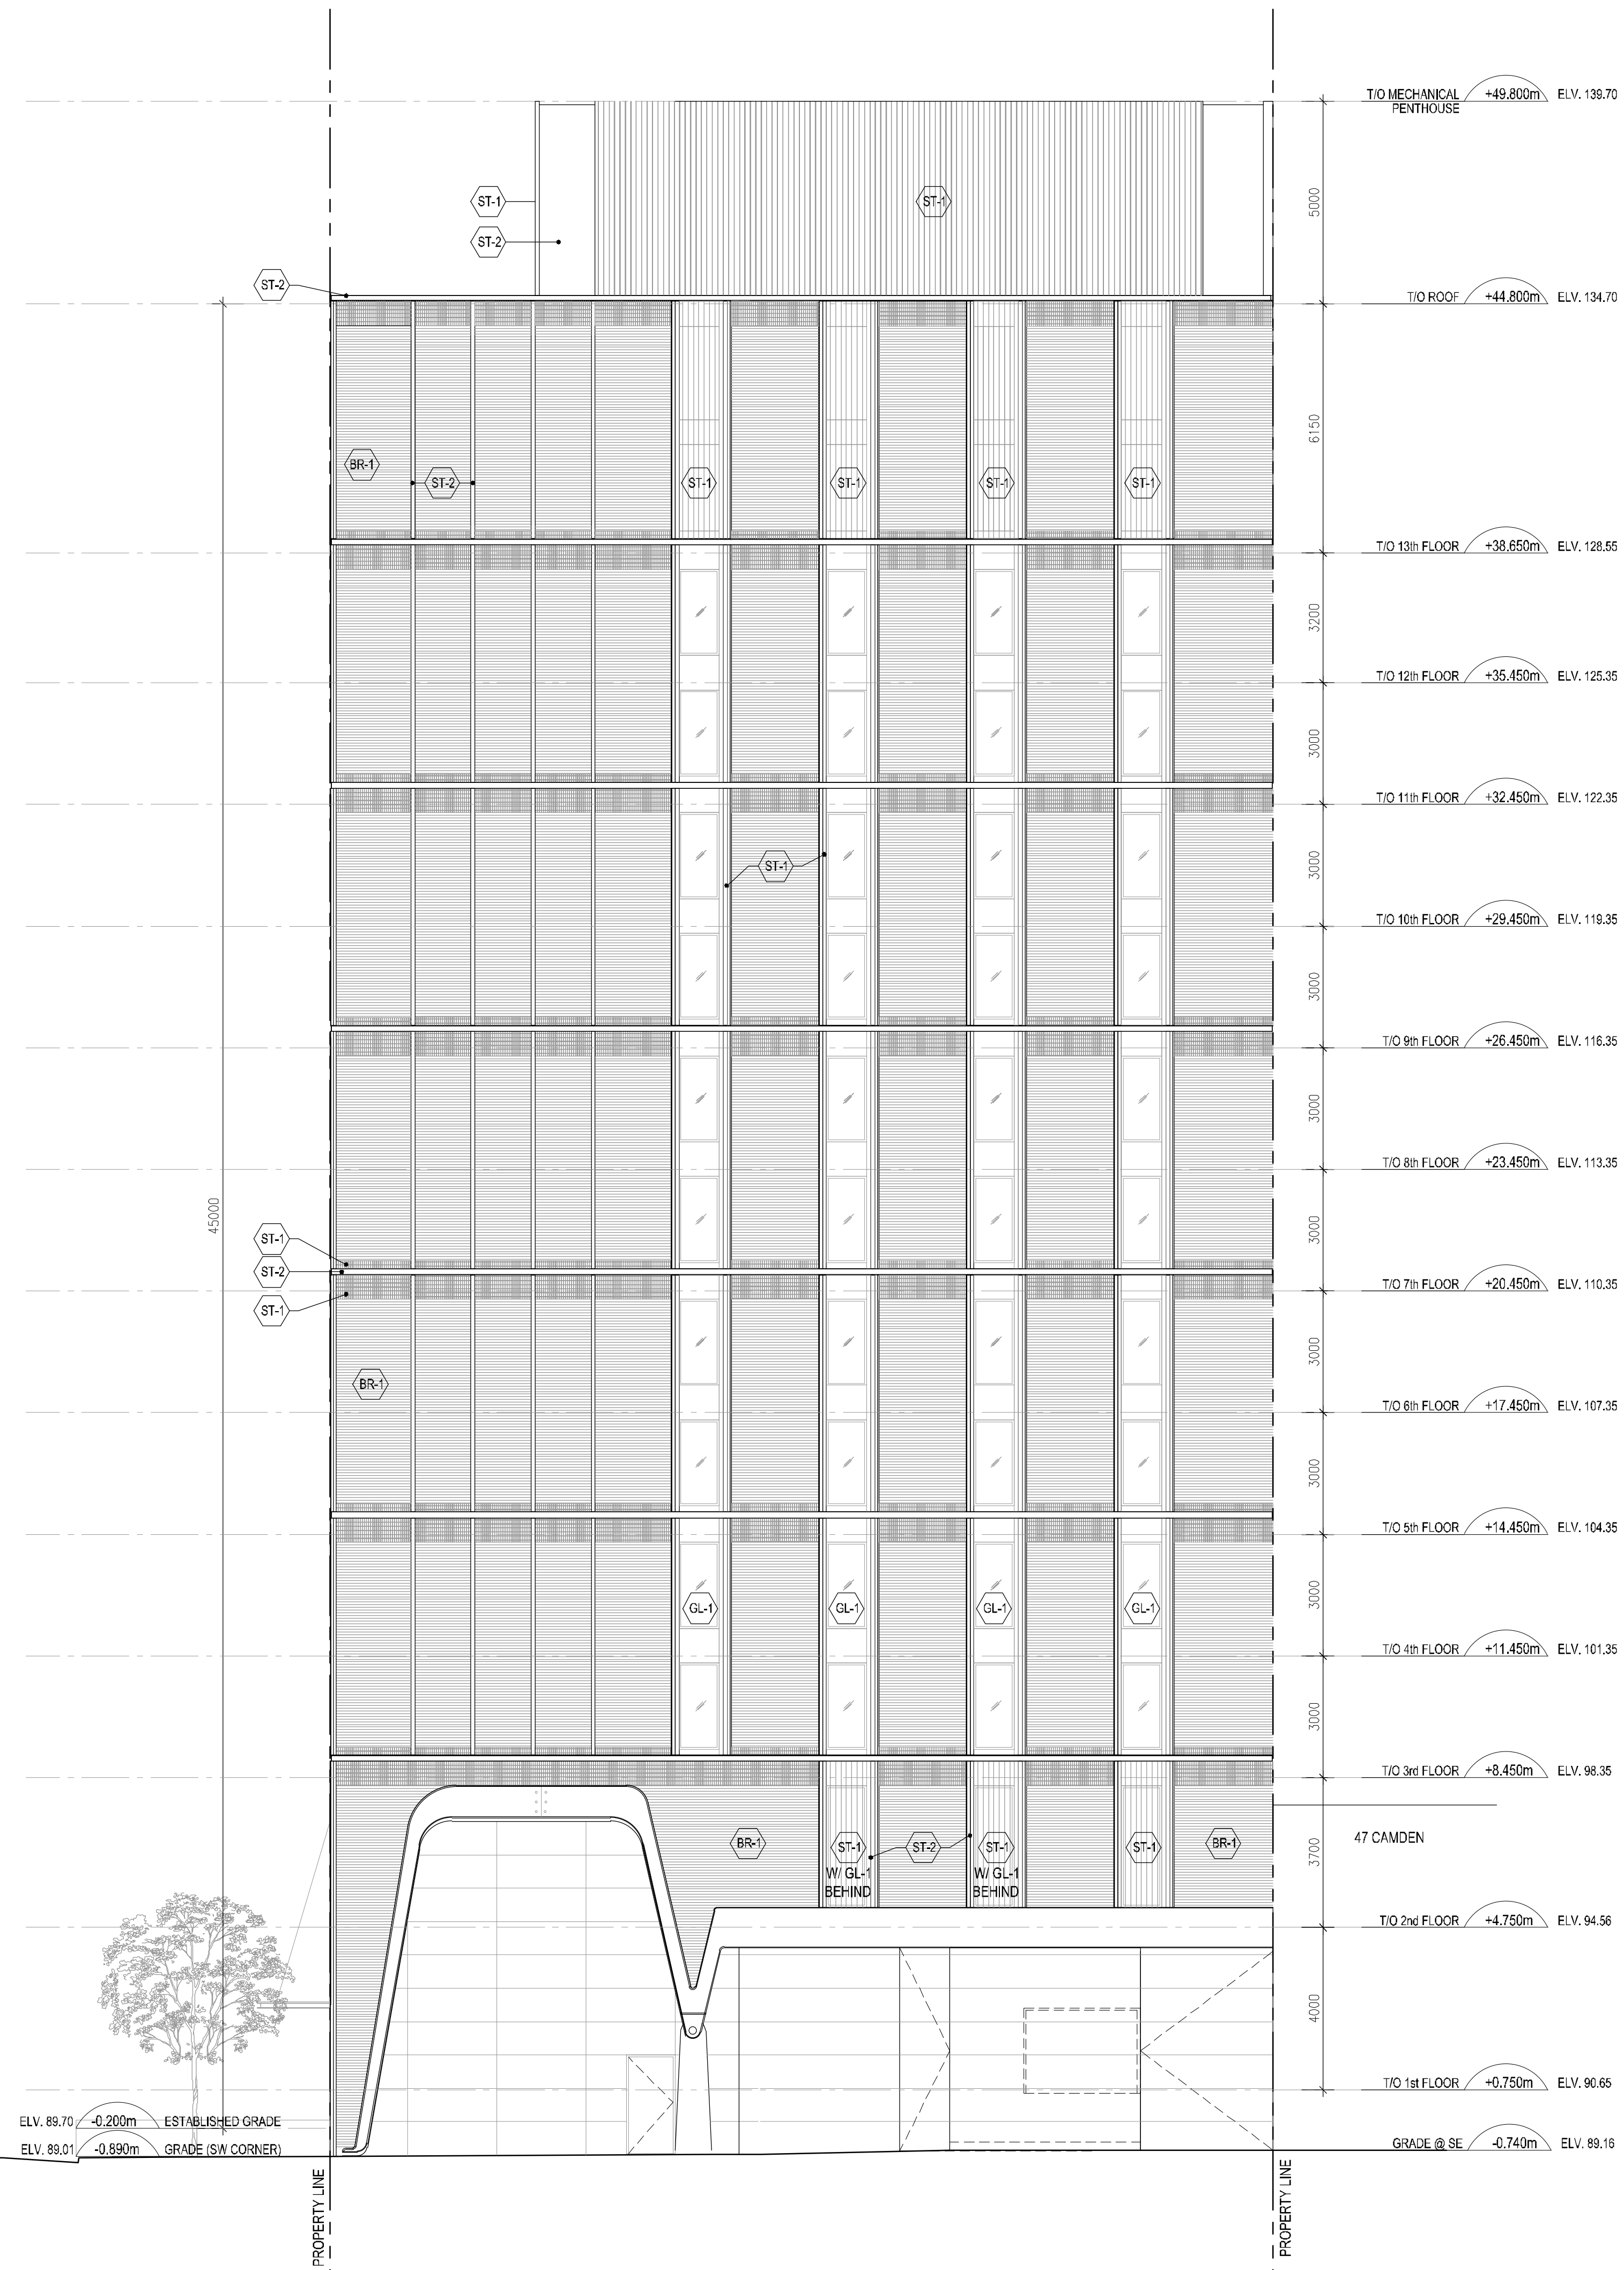 T/O MECHANICAL +49.800m ELV. 139.70
PENTHOUSE
5000
ST-1
ST-1
ST-2
ST-2
T/O ROOF +44.800m ELV. 134.70
6150
BR-1
ST-2
ST-1
ST-1
ST-1
ST-1
T/O 13th FLOOR +38.650m ELV. 128.55
3200
T/O 12th FLOOR +35.450m ELV. 125.35
3000
T/O 11th FLOOR +32.450m ELV. 122.35
ST-1
3000
T/O 10th FLOOR +29.450m ELV. 119.35
3000
T/O 9th FLOOR +26.450m ELV. 116.35
3000
T/O 8th FLOOR +23.450m ELV. 113.35
45000
ST-1
3000
ST-2
T/O 7th FLOOR +20.450m ELV. 110.35
ST-1
3000
BR-1
T/O 6th FLOOR +17.450m ELV. 107.35
3000
T/O 5th FLOOR +14.450m ELV. 104.35
3000
GL-1
GL-1
GL-1
GL-1
T/O 4th FLOOR +11.450m ELV. 101.35
3000
T/O 3rd FLOOR +8.450m ELV. 98.35
BR-1
ST-1
W/ GL-1
BEHIND
ST-2
ST-1
W/ GL-1
BEHIND
ST-1
BR-1
3700
47 CAMDEN
T/O 2nd FLOOR +4.750m ELV. 94.56
4000
T/O 1st FLOOR +0.750m ELV. 90.65
ELV. 89.70 -0.200m ESTABLISHED GRADE
ELV. 89.01 -0.890m GRADE (SW CORNER)
GRADE @ SE -0.740m ELV. 89.16
PROPERTY LINE
PROPERTY LINE